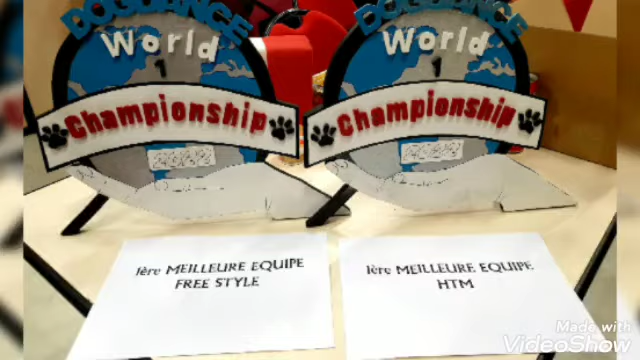 DOGDANCE
World
1
Championship
DOGDANCE
World
1
Championship
1ère MEILLEURE EQUIPE
FREE STYLE
1ère MEILLEURE EQUIPE
HTM
Made with
VideoShow